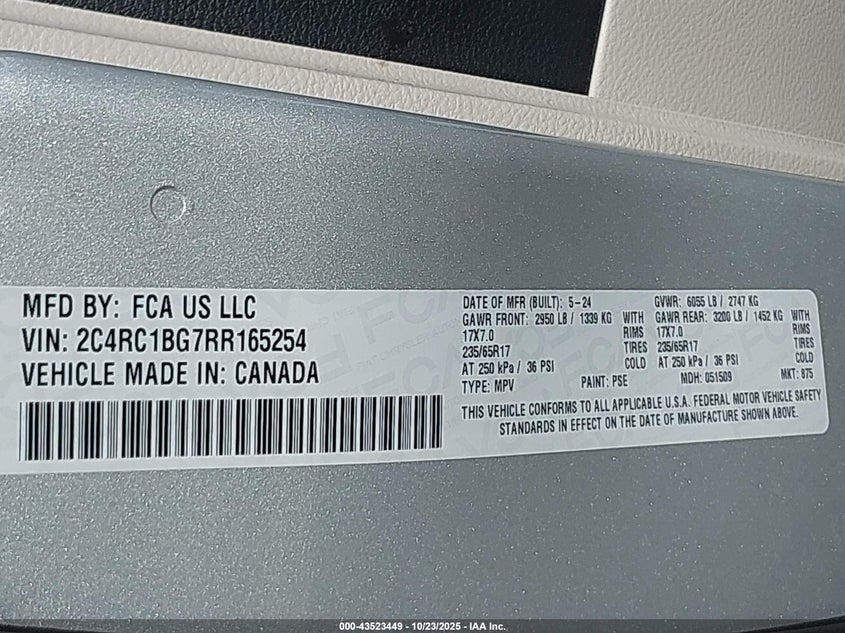 MFD BY: FCA US LLC
VIN: 2C4RC1BG7RR165254
VEHICLE MADE IN: CANADA
DATE OF MFR (BUILT): 5-24
GAWR FRONT: 2950 LB / 1339 KG WITH
17X7.0 RIMS
235/65R17 TIRES
AT 250 kPa / 36 PSI COLD
TYPE: MPV PAINT: PSE
GVWR: 6055 LB / 2747 KG
GAWR REAR: 3200 LB / 1452 KG WITH
17X7.0 RIMS
235/65R17 TIRES
AT 250 kPa / 36 PSI COLD
MDH: 051509 MKT: 875
THIS VEHICLE CONFORMS TO ALL APPLICABLE U.S.A. FEDERAL MOTOR VEHICLE SAFETY
STANDARDS IN EFFECT ON THE DATE OF MANUFACTURE SHOWN ABOVE.
000-43523449 - 10/23/2025 - IAA Inc.